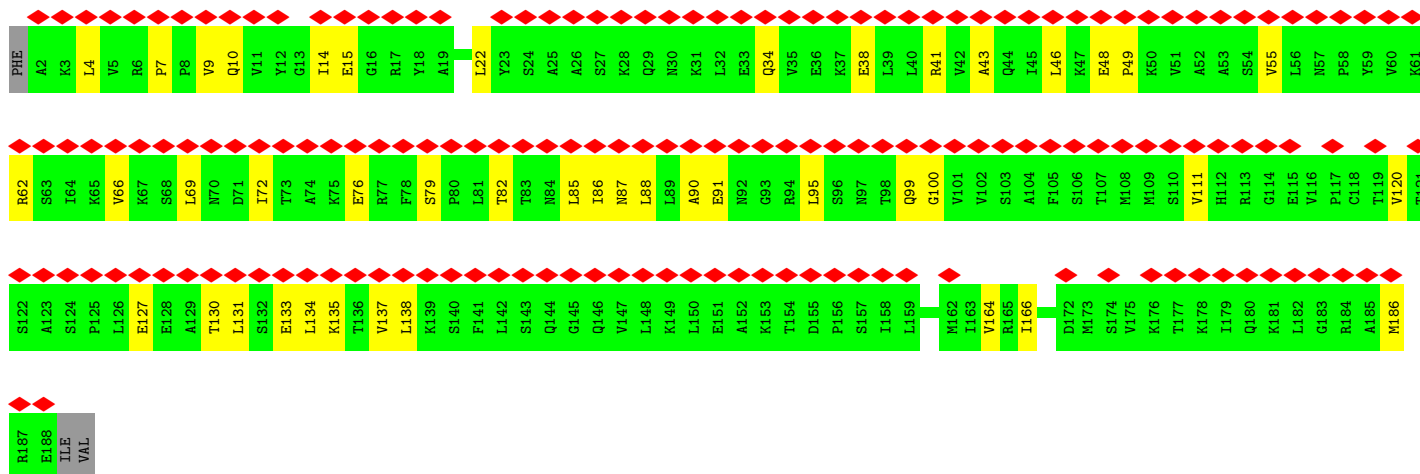 PHE A2 K3 L4 V5 R6 P7 P8 V9 Q10 V11 Y12 G13 I14 E15 G16 R17 Y18 A19 L22 Y23 S24 A25 A26 S27 K28 Q29 N30 K31 L32 E33 Q34 V35 E36 K37 E38 L39 L40 R41 V42 A43 Q44 I45 L46 K47 E48 P49 K50 V51 A52 A53 S54 V55 L56 N57 P58 Y59 V60 K61
R62 S63 I64 K65 V66 K67 S68 L69 N70 D71 I72 T73 A74 K75 E76 R77 F78 S79 P80 L81 T82 T83 N84 L85 I86 N87 L88 L89 A90 E91 N92 G93 R94 L95 S96 N97 T98 Q99 G100 V101 V102 S103 A104 F105 S106 T107 M108 M109 S110 V111 H112 R113 G114 E115 V116 P117 C118 T119 V120 T121
S122 A123 S124 P125 L126 E127 E128 A129 T130 L131 S132 E133 L134 K135 T136 V137 L138 K139 S140 F141 L142 S143 Q144 G145 Q146 V147 L148 K149 L150 E151 A152 K153 T154 D155 P156 S157 I158 L159 M162 I163 V164 R165 I166 D172 M173 S174 V175 K176 T177 K178 I179 Q180 K181 L182 G183 R184 A185 M186
R187 E188 ILE VAL